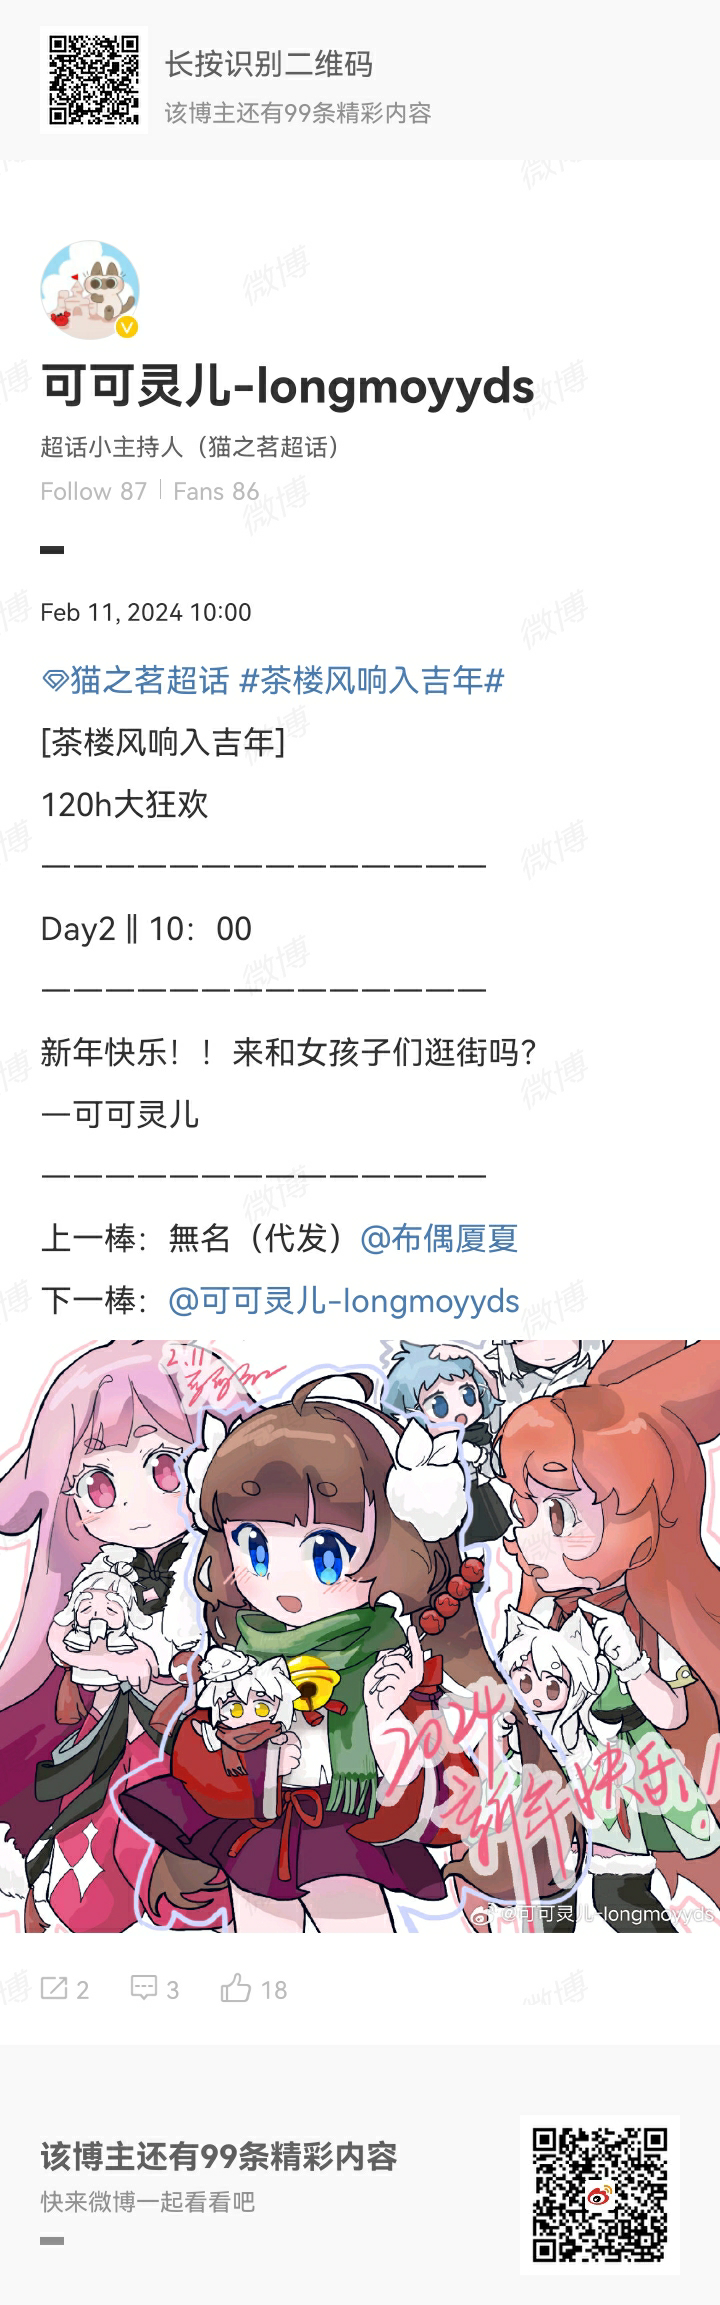 长按识别二维码
该博主还有99条精彩内容
可可灵儿-longmoyyds
超话小主持人（猫之茗超话）
Follow 87 | Fans 86
Feb 11, 2024 10:00
猫之茗超话 #茶楼风响入吉年#
[茶楼风响入吉年]
120h大狂欢
——————————————
Day2 || 10：00
——————————————
新年快乐！！来和女孩子们逛街吗？
—可可灵儿
——————————————
上一棒：無名（代发）@布偶厦夏
下一棒：@可可灵儿-longmoyyds
2.11
2024
新年快乐！
@可可灵儿-longmoyyds
2
3
18
该博主还有99条精彩内容
快来微博一起看看吧
微博